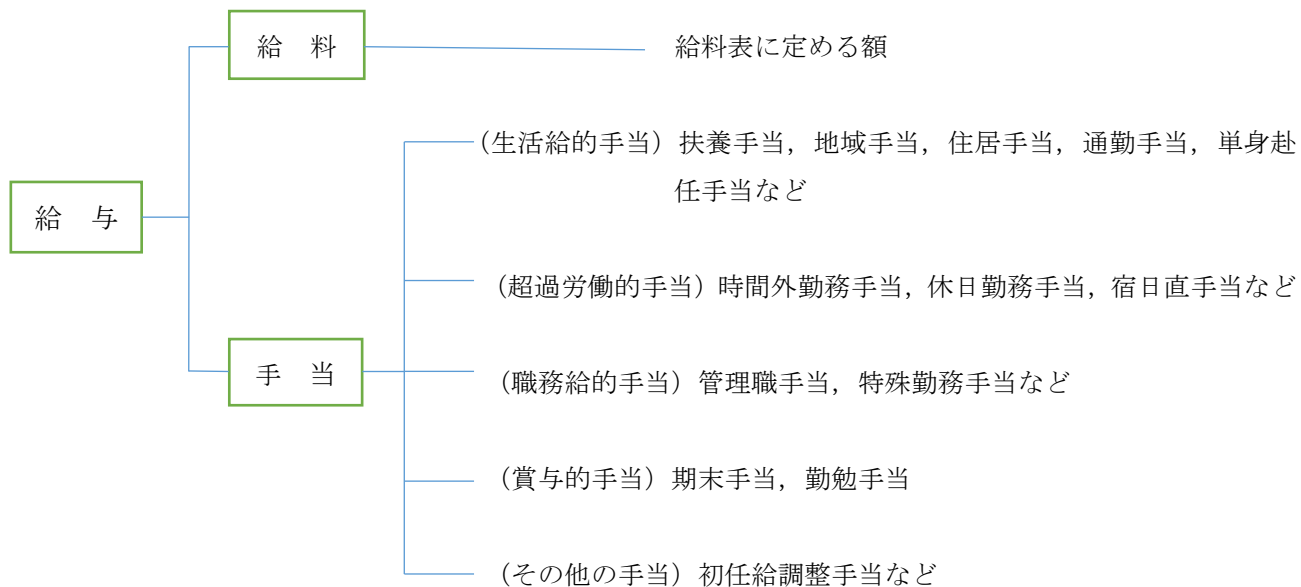 給 料
給料表に定める額
(生活給的手当) 扶養手当，地域手当，住居手当，通勤手当，単身赴
任手当など
給 与
(超過労働的手当) 時間外勤務手当，休日勤務手当，宿日直手当など
手 当
(職務給的手当) 管理職手当，特殊勤務手当など
(賞与的手当) 期末手当，勤勉手当
(その他の手当) 初任給調整手当など